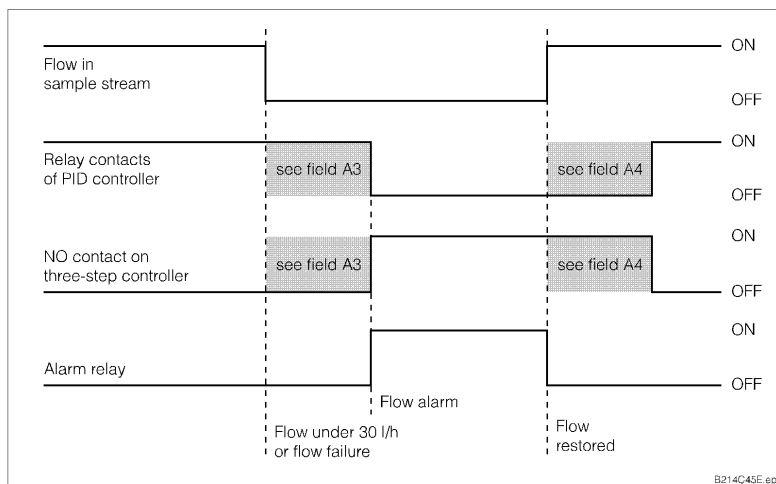 Flow in
sample stream
ON
OFF
Relay contacts
of PID controller
see field A3
see field A4
ON
OFF
NO contact on
three-step controller
see field A3
see field A4
ON
OFF
Alarm relay
ON
OFF
Flow alarm
Flow under 30 l/h
or flow failure
Flow
restored
B214C45E.ep